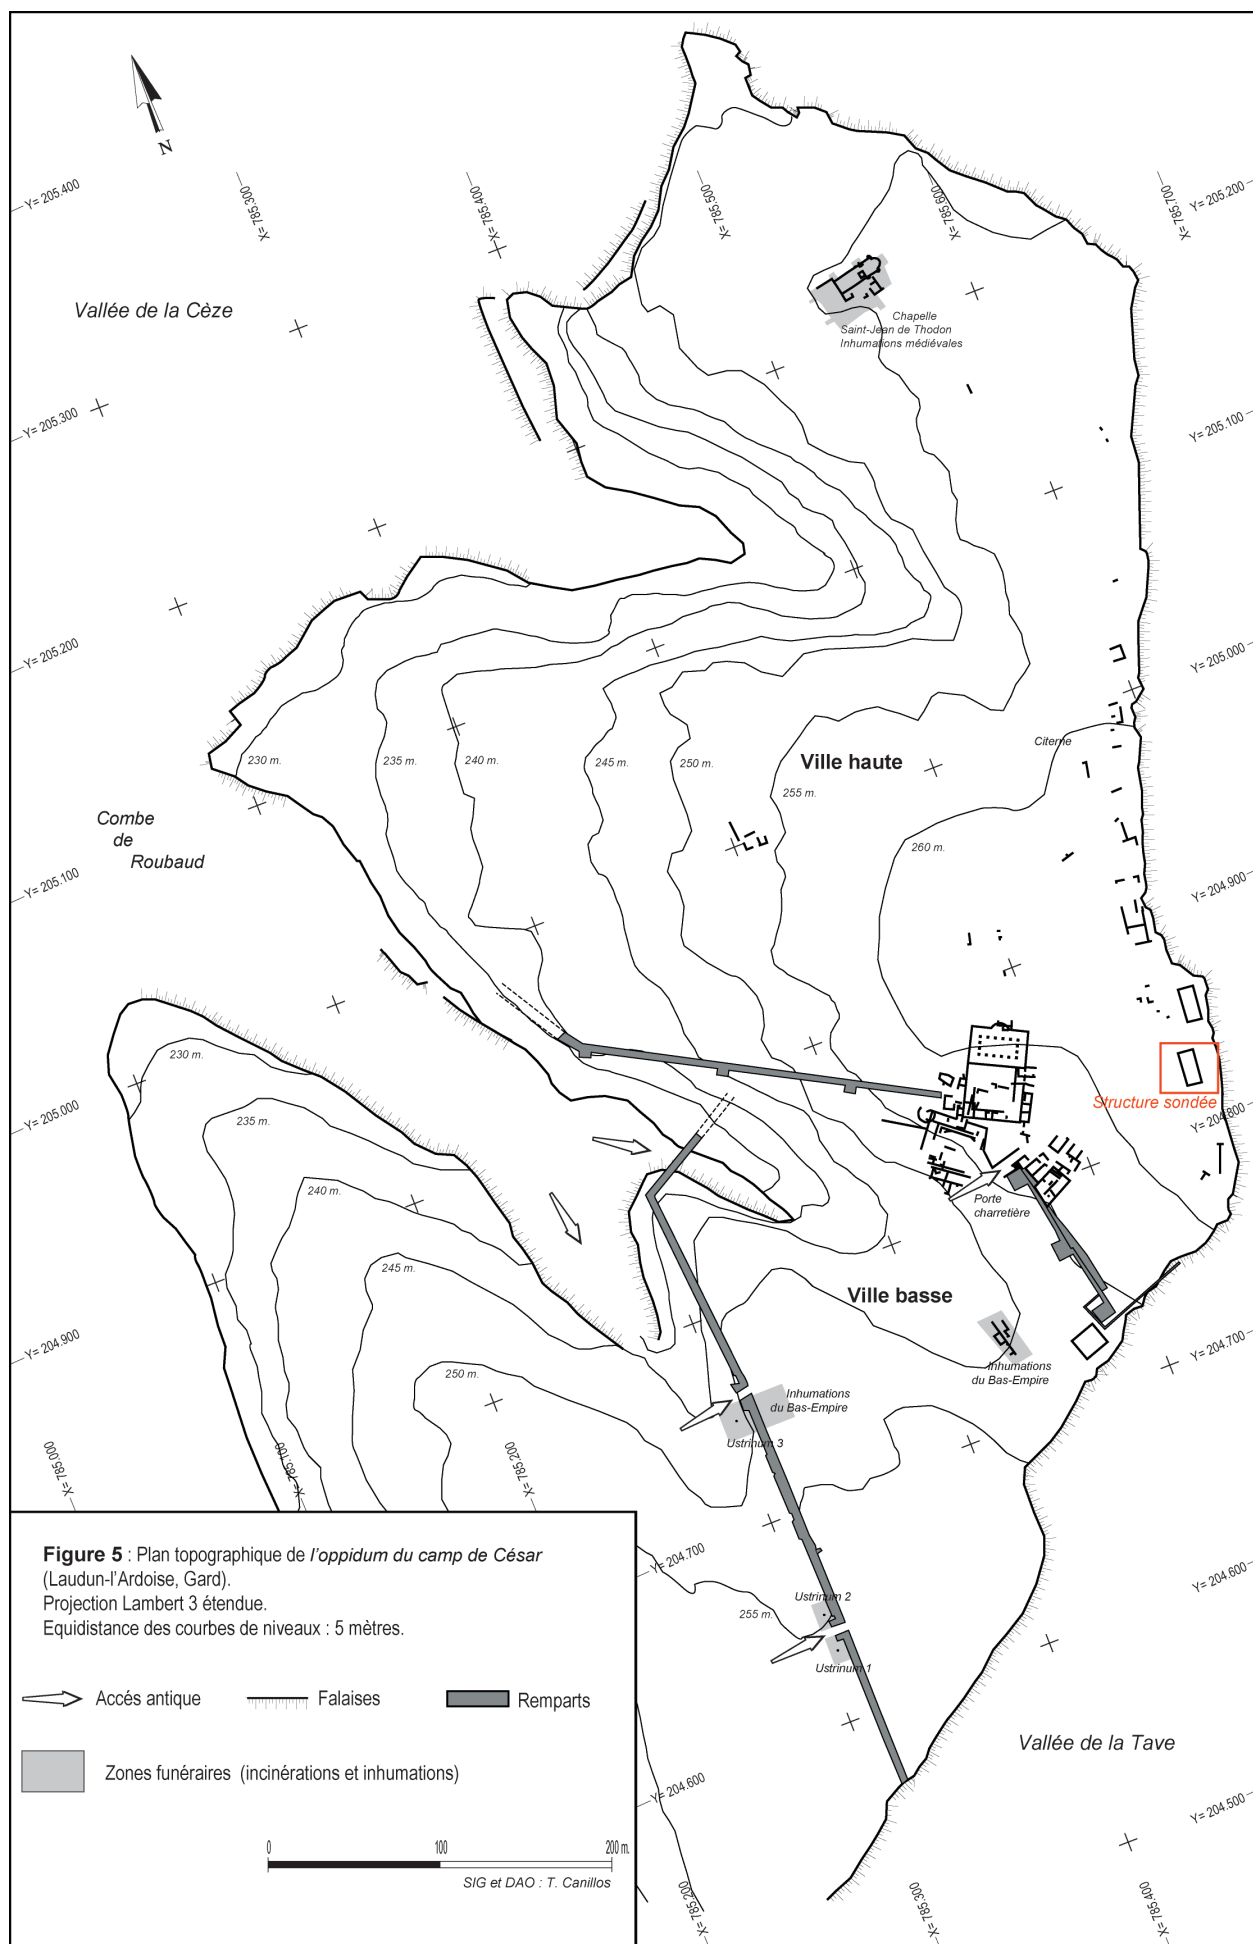 N
Y= 205.400
X= 785.300
X= 785.400
X= 785.500
X= 785.600
X= 785.700
Y= 205.200
Vallée de la Cèze
Chapelle
Saint-Jean de Thodon
Inhumations médiévales
Y= 205.300
Y= 205.100
Y= 205.200
Y= 205.000
Citerne
230 m.
235 m.
240 m.
245 m.
250 m.
Ville haute
255 m.
Combe
de
Roubaud
260 m.
Y= 205.100
Y= 204.900
230 m.
Structure sondée
Y= 205.000
Y= 204.800
235 m.
240 m.
Porte
charretière
245 m.
Ville basse
Y= 204.900
Y= 204.700
250 m.
Inhumations
du Bas-Empire
Inhumations
du Bas-Empire
Ustrinum 3
X= 785.000
X= 785.100
X= 785.200
Y= 204.700
Y= 204.600
Ustrinum 2
255 m.
Ustrinum 1
Vallée de la Tave
Y= 204.600
Y= 204.500
X= 785.200
X= 785.300
X= 785.400
Figure 5 : Plan topographique de l'oppidum du camp de César
(Laudun-l'Ardoise, Gard).
Projection Lambert 3 étendue.
Equidistance des courbes de niveaux : 5 mètres.
Accés antique
Falaises
Remparts
Zones funéraires (incinérations et inhumations)
0
100
200 m.
SIG et DAO : T. Canillos